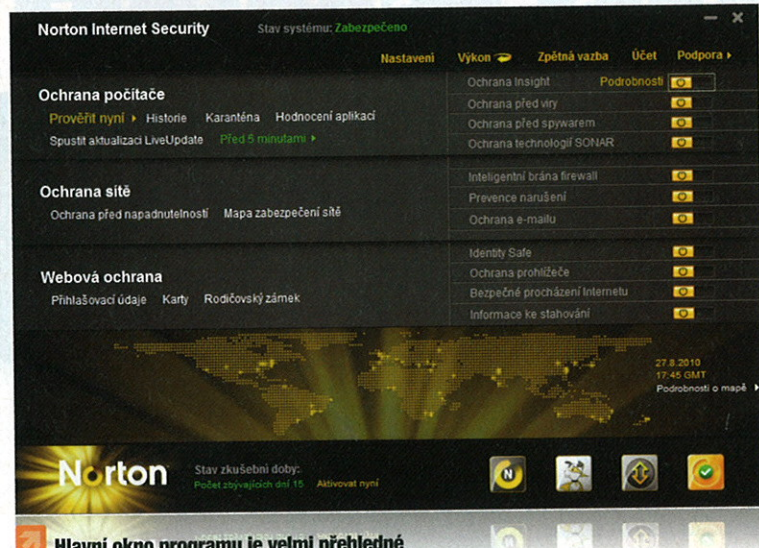 Norton Internet Security
Stav systému: Zabezpečeno
Nastavení Výkon Zpětná vazba Účet Podpora
Ochrana počítače
Prověřit nyní Historie Karanténa Hodnocení aplikací
Spustit aktualizaci LiveUpdate Před 5 minutami
Ochrana Insight Podrobnosti
Ochrana před viry
Ochrana před spywarem
Ochrana technologií SONAR
Ochrana sítě
Ochrana před napadnutelností Mapa zabezpečení sítě
Inteligentní brána firewall
Prevence narušení
Ochrana e-mailu
Webová ochrana
Přihlašovací údaje Karty Rodičovský zámek
Identity Safe
Ochrana prohlížeče
Bezpečné procházení Internetu
Informace ke stahování
27.8.2010
17:45 GMT
Podrobnosti o mapě
Norton
Stav zkušební doby:
Počet zbývajících dní 15 Aktivovat nyní
N
Hlavní okno programu je velmi přehledné